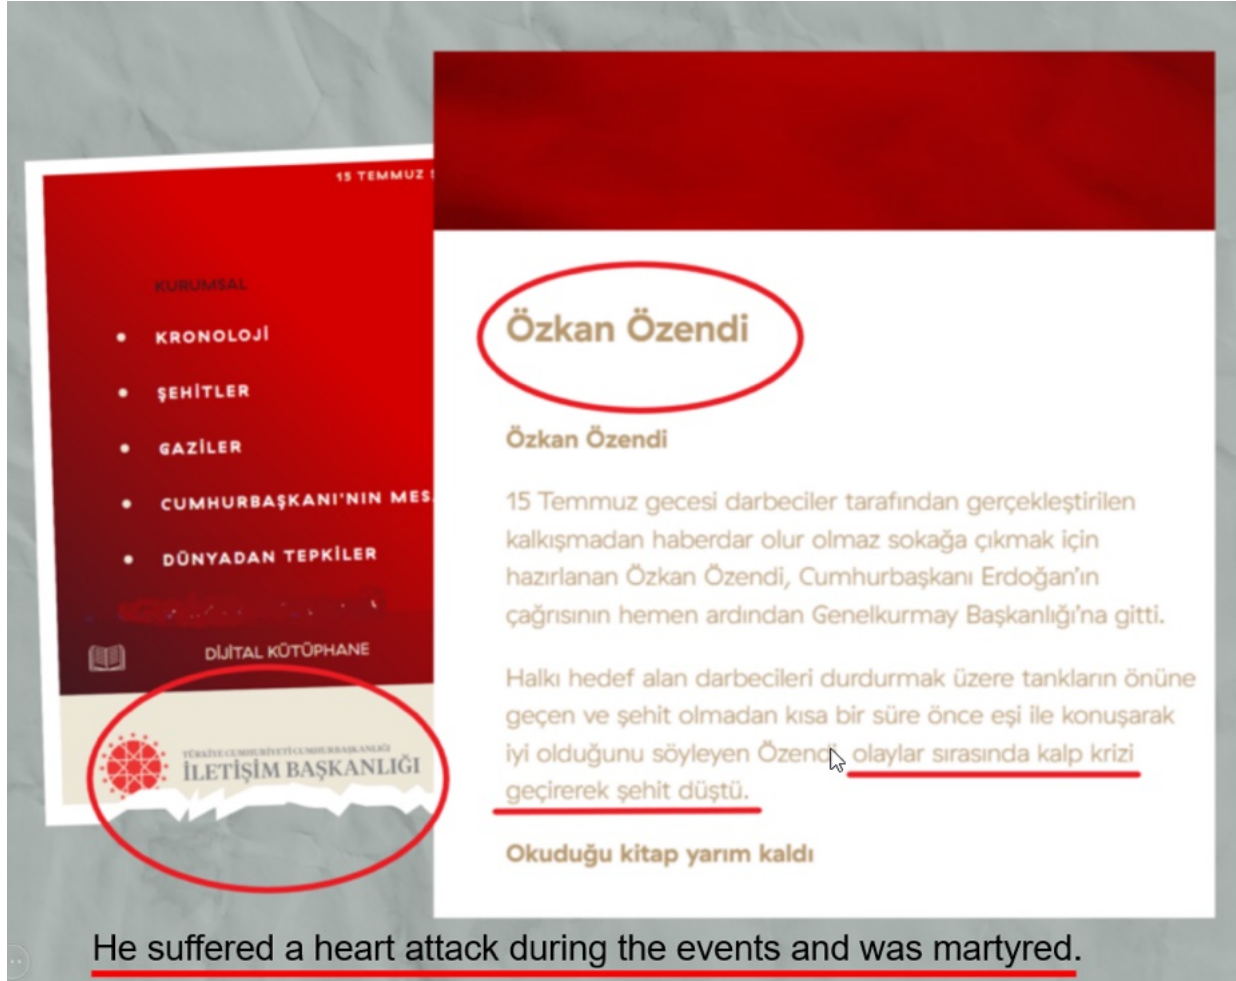 15 TEMMUZ
KURUMSAL
KRONOLOJİ
ŞEHİTLER
GAZİLER
CUMHURBAŞKANI'NIN MES
DÜNYADAN TEPKİLER
DİJİTAL KÜTÜPHANE
TÜRKİYE CUMHURİYETİ CUMHURBAŞKANLIĞI
İLETİŞİM BAŞKANLIĞI
Özkan Özendi
Özkan Özendi
15 Temmuz gecesi darbeciler tarafından gerçekleştirilen
kalkışmadan haberdar olur olmaz sokağa çıkmak için
hazırlanan Özkan Özendi, Cumhurbaşkanı Erdoğan'ın
çağrısının hemen ardından Genelkurmay Başkanlığı'na gitti.
Halkı hedef alan darbecileri durdurmak üzere tankların önüne
geçen ve şehit olmadan kısa bir süre önce eşi ile konuşarak
iyi olduğunu söyleyen Özendi, olaylar sırasında kalp krizi
geçirerek şehit düştü.
Okuduğu kitap yarım kaldı
He suffered a heart attack during the events and was martyred.